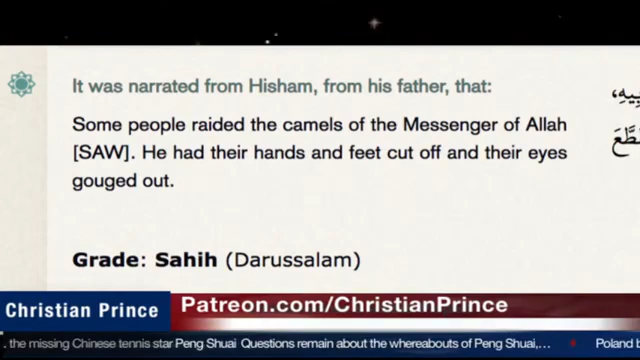 It was narrated from Hisham, from his father, that:
Some people raided the camels of the Messenger of Allah
[SAW]. He had their hands and feet cut off and their eyes
gouged out.
Grade: Sahih (Darussalam)
Christian Prince
Patreon.com/ChristianPrince
. the missing Chinese tennis star Peng Shuai Questions remain about the whereabouts of Peng Shuai,... Poland